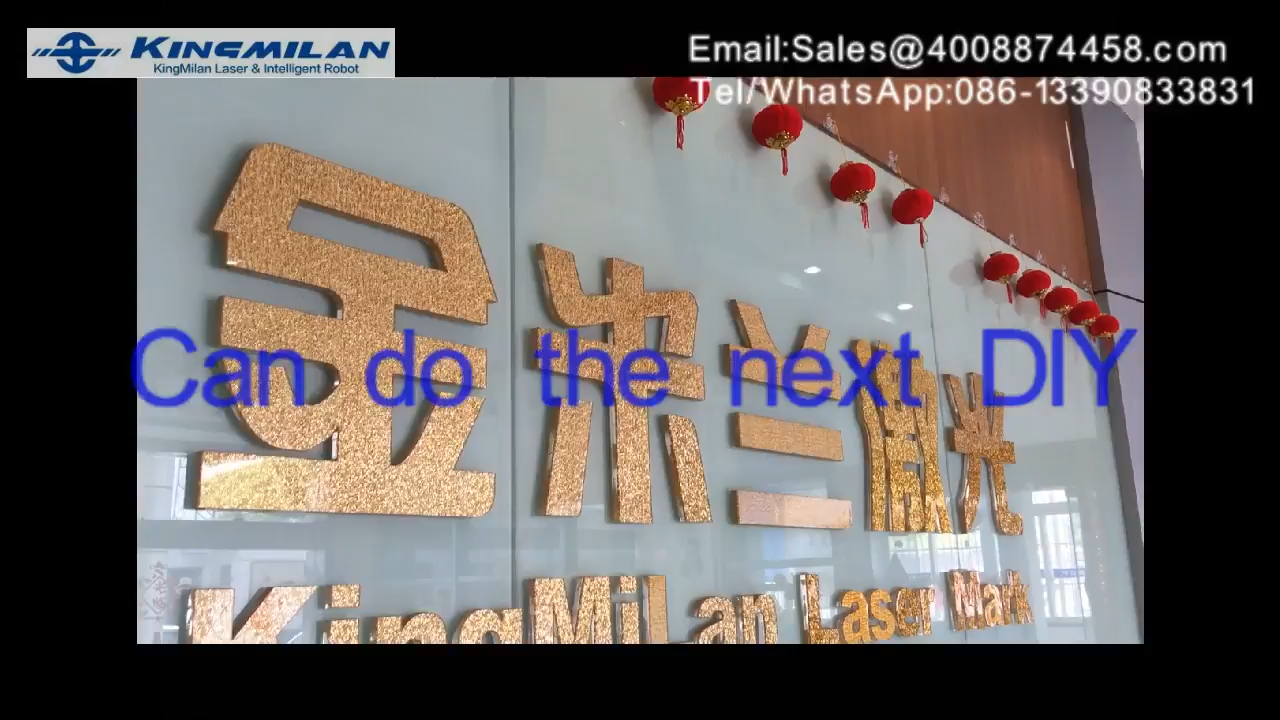 KINGMILAN
KingMilan Laser & Intelligent Robot
Email:Sales@4008874458.com
Tel/WhatsApp:086-13390833831
金米兰激光
Can do the next DIY
KingMiLan Laser Mark